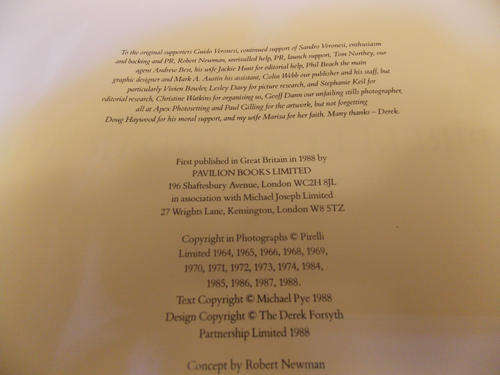 To the original supporters Guido Veronesi, continued support of Sandro Veronesi, enthusiasm
and backing and PR, Robert Newman, unrivalled help, PR, launch support, Tom Northey, our
agent Andrew Best, his wife Jackie Hunt for editorial help, Phil Beach the main
graphic designer and Mark A. Austin his assistant, Colin Webb our publisher and his staff, but
particularly Vivien Bowler, Lesley Davy for picture research, and Stephanie Keil for
editorial research, Christine Watkins for organising us, Geoff Dann our unfailing stills photographer,
all at Apex Photosetting and Paul Gilling for the artwork, but not forgetting
Doug Haywood for his moral support, and my wife Marisa for her faith. Many thanks – Derek.
First published in Great Britain in 1988 by
PAVILION BOOKS LIMITED
196 Shaftesbury Avenue, London WC2H 8JL
in association with Michael Joseph Limited
27 Wrights Lane, Kensington, London W8 5TZ
Copyright in Photographs © Pirelli
Limited 1964, 1965, 1966, 1968, 1969,
1970, 1971, 1972, 1973, 1974, 1984,
1985, 1986, 1987, 1988.
Text Copyright © Michael Pye 1988
Design Copyright © The Derek Forsyth
Partnership Limited 1988
Concept by Robert Newman